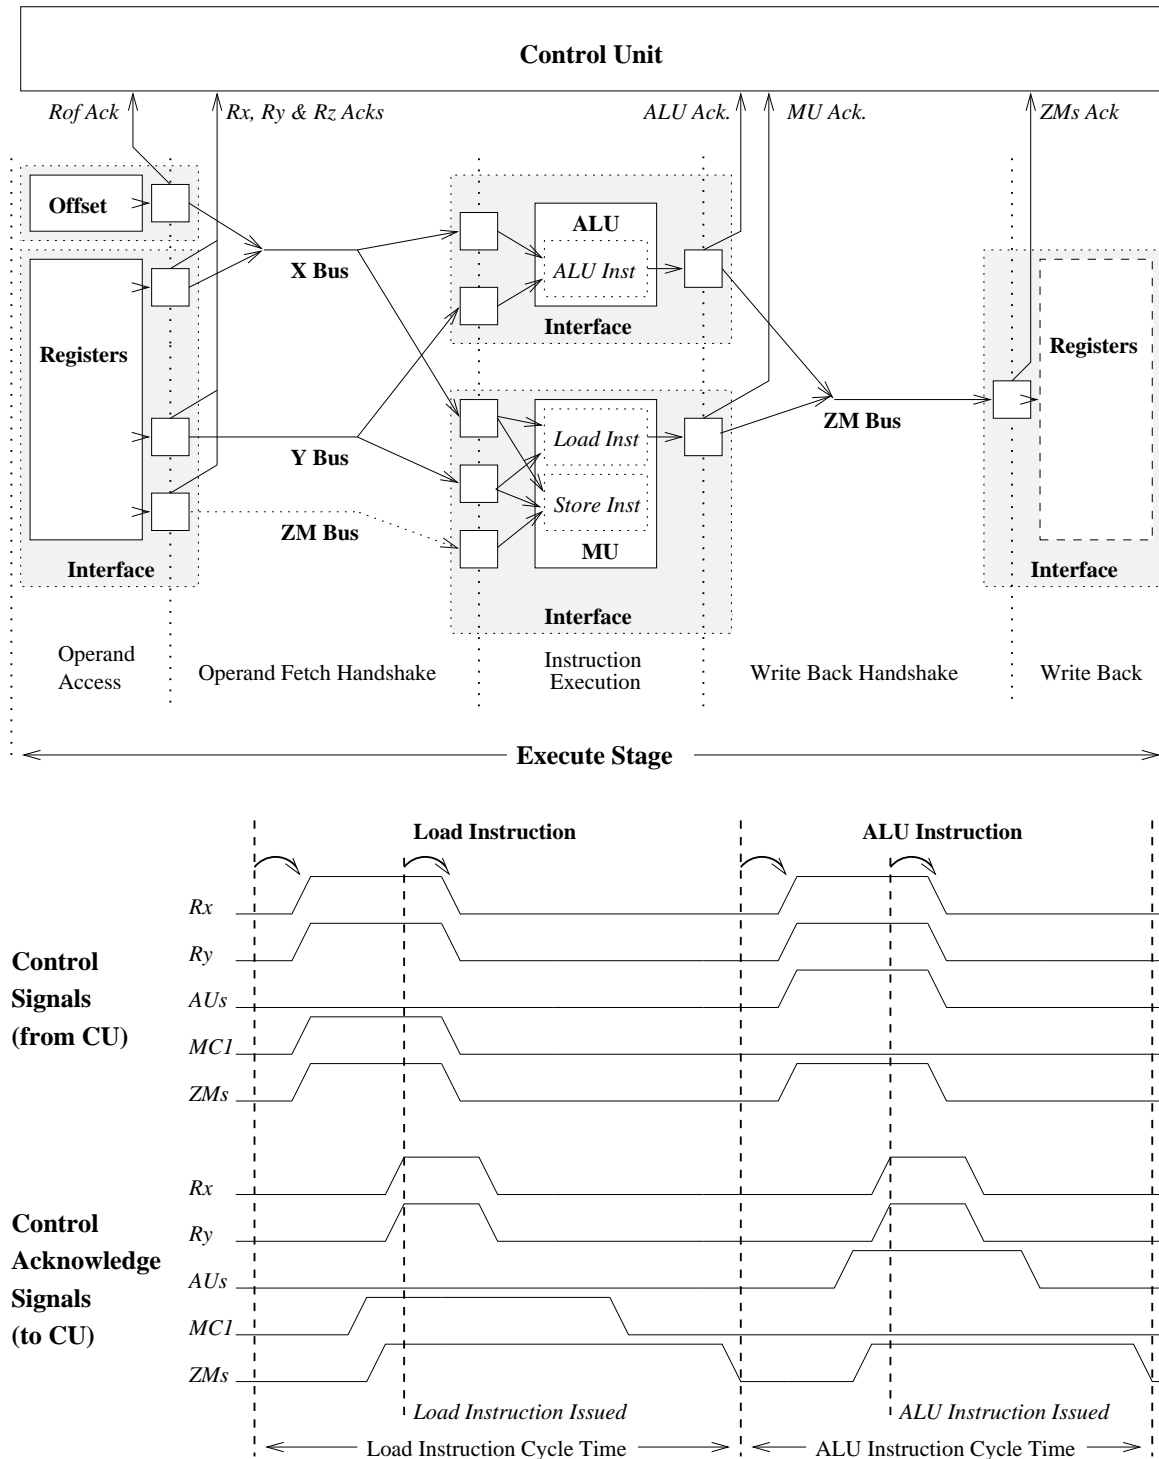 Control Unit
Rof Ack
Rx, Ry & Rz Acks
ALU Ack.
MU Ack.
ZMs Ack
Offset
X Bus
ALU
ALU Inst
Interface
Registers
Registers
Y Bus
Load Inst
ZM Bus
Store Inst
ZM Bus
MU
Interface
Interface
Interface
Operand
Access
Operand Fetch Handshake
Instruction
Execution
Write Back Handshake
Write Back
Execute Stage
Load Instruction
ALU Instruction
Control
Signals
(from CU)
Rx
Ry
AUs
MC1
ZMs
Control
Acknowledge
Signals
(to CU)
Rx
Ry
AUs
MC1
ZMs
Load Instruction Issued
ALU Instruction Issued
Load Instruction Cycle Time
ALU Instruction Cycle Time